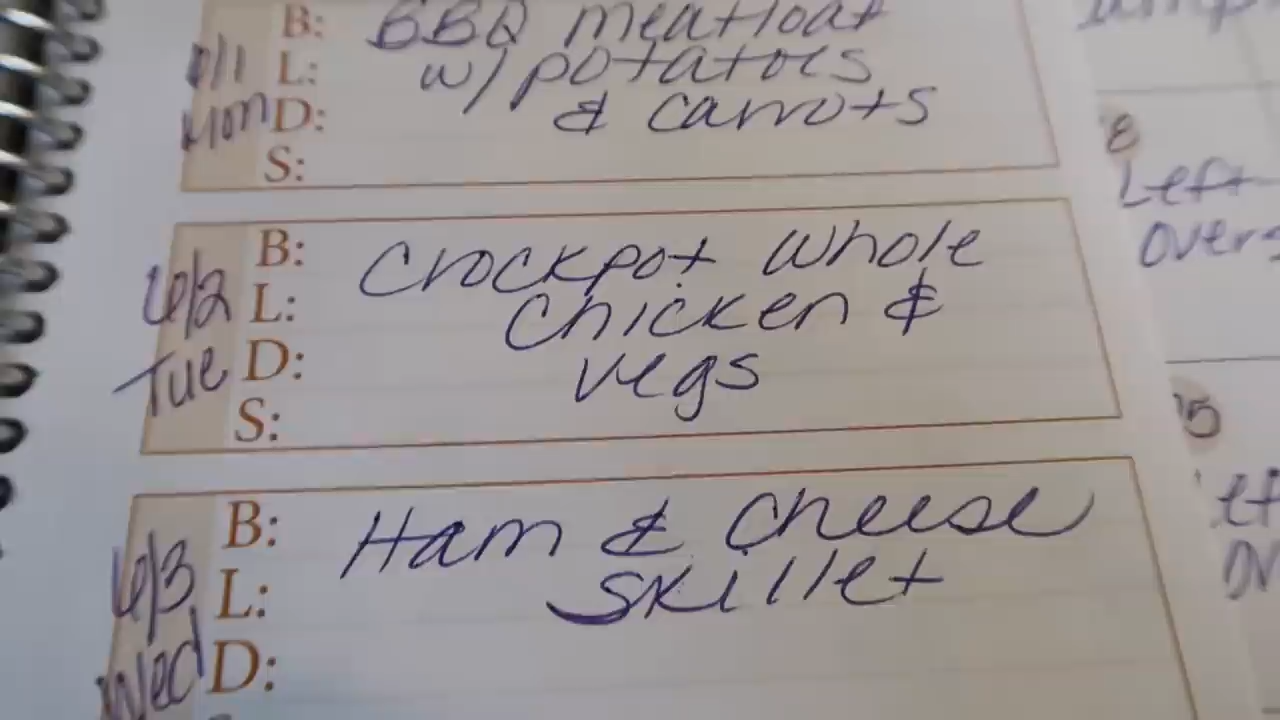 B: BBQ meatloaf
6/1 L: w/ potatoes
Mon D: & carrots
S:
B: Crockpot whole
6/2 L: Chicken &
Tue D: vegs
S:
B: Ham & Cheese
6/3 L: skillet
Wed D:
8
Left
Overs